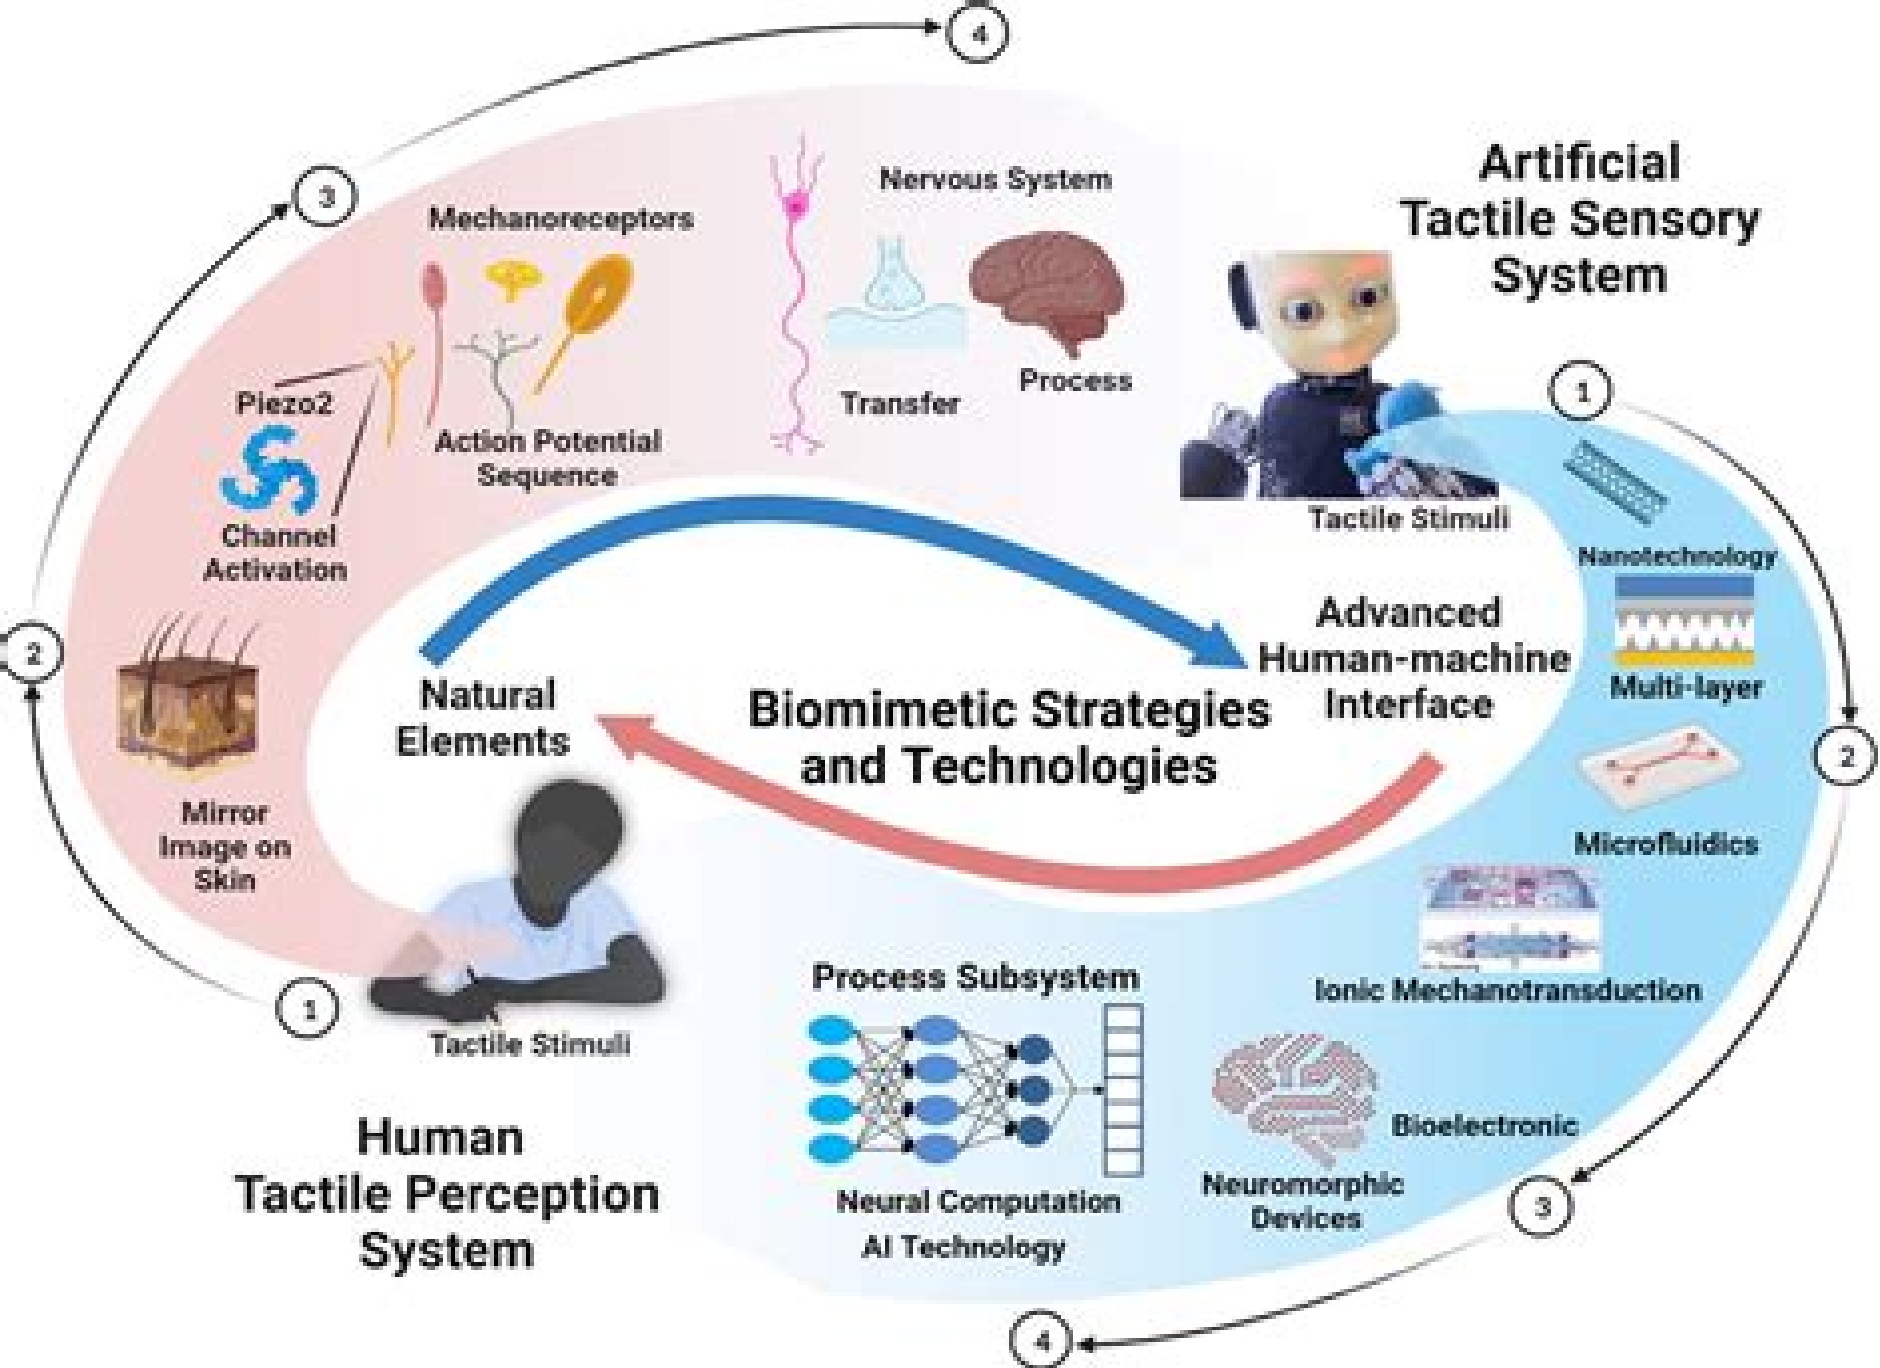 4
3
Mechanoreceptors
Nervous System
Artificial
Tactile Sensory
System
Piezo2
Action Potential
Sequence
Transfer
Process
1
Channel
Activation
Tactile Stimuli
Nanotechnology
2
Natural
Elements
Biomimetic Strategies
and Technologies
Advanced
Human-machine
Interface
Multi-layer
2
Microfluidics
Mirror
Image on
Skin
1
Tactile Stimuli
Process Subsystem
Ionic Mechanotransduction
Human
Tactile Perception
System
Neural Computation
AI Technology
Bioelectronic
Neuromorphic
Devices
3
4